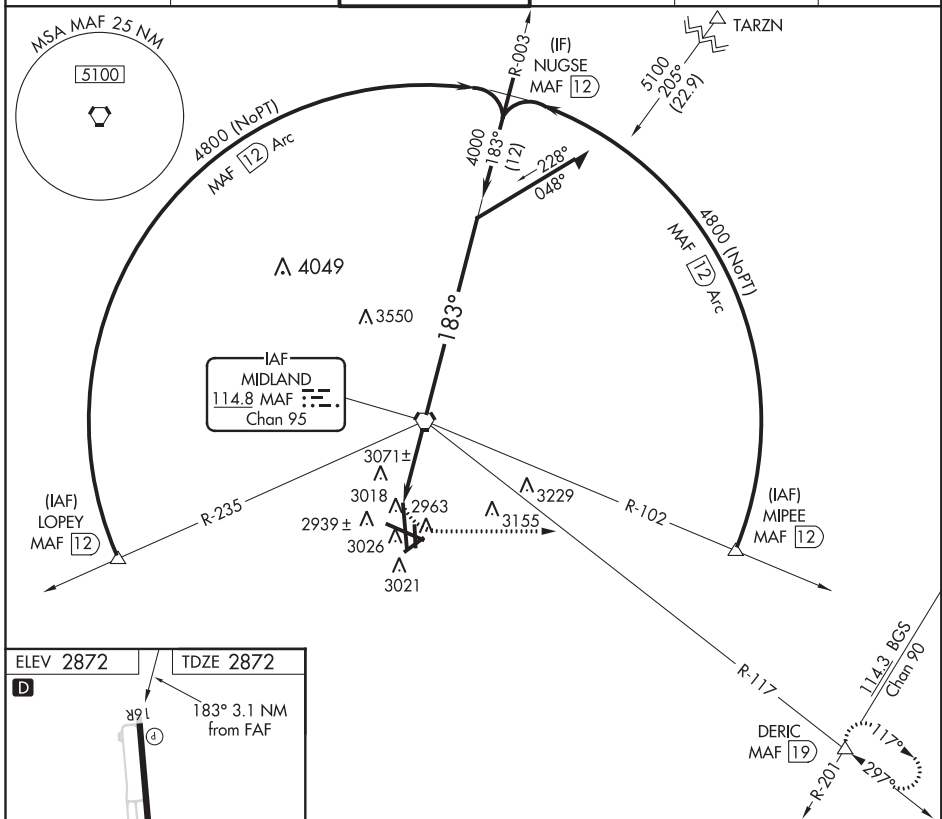 MSA MAF 25 NM
5100
4800 (NoPT)
MAF 12 Arc
R-003
(IF)
NUGSE
MAF 12
TARZN
5100
205°
(22.9)
4000
183°
(12)
228°
048°
4800 (NoPT)
MAF 12 Arc
4049
3550
183°
IAF
MIDLAND
114.8 MAF
Chan 95
3071±
3018
2963
2939±
3026
3021
3155
3229
R-235
R-102
(IAF)
LOPEY
MAF 12
(IAF)
MIPEE
MAF 12
R-117
114.3 BGS
Chan 90
DERIC
MAF 19
117°
297°
R-201
ELEV 2872
TDZE 2872
D
183° 3.1 NM
from FAF
16R
P